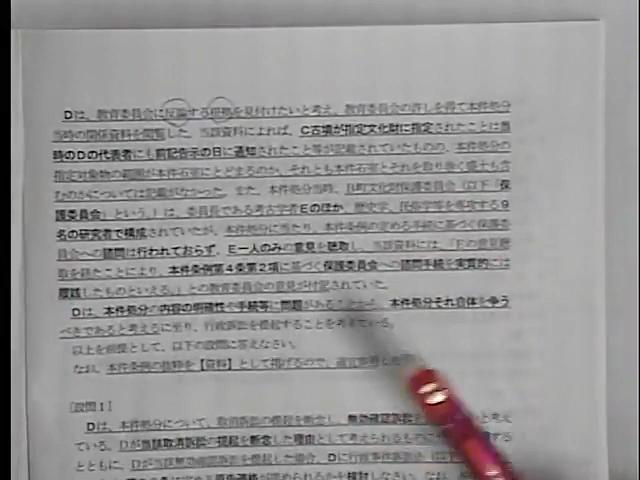 Dは、教育委員会に反論する根拠を見付けたいと考え、教育委員会の許しを得て本件処分
当時の関係資料を閲覧した。当該資料によれば、C古墳が指定文化財に指定されたことは当
時のDの代表者にも前記告示の日に通知されたこと等が記載されていたものの、本件処分の
指定対象物の範囲が本件石室にとどまるのか、それとも本件石室とそれを取り巻く盛土も含
むのかについては記載がなかった。また、本件処分当時、B町文化財保護委員会(以下「保
護委員会」という。)は、委員長である考古学者Eのほか、歴史学、民俗学等を専攻する9
名の研究者で構成されていたが、本件処分に当たり、本件条例の定める手続に基づく保護委
員会への諮問は行われておらず、E一人のみの意見を聴取し、当該資料には、「Eの意見聴
取を経たことにより、本件条例第4条第2項に基づく保護委員会への諮問手続を実質的には
履践したものといえる。」との教育委員会の意見が付記されていた。
Dは、本件処分の内容の明確性や手続等に問題があることから、本件処分それ自体を争う
べきであると考えるに至り、行政訴訟を提起することを考えている。
以上を前提として、以下の設問に答えなさい。
なお、本件条例の抜粋を【資料】として掲げるので、適宜参照し
〔設問1〕
Dは、本件処分について、取消訴訟の提起を断念し、無効確認訴訟 と考え
ている。Dが当該取消訴訟の提起を断念した理由として考えられるものに する
とともに、Dが当該無効確認訴訟を提起した場合、Dに行政事件訴訟法